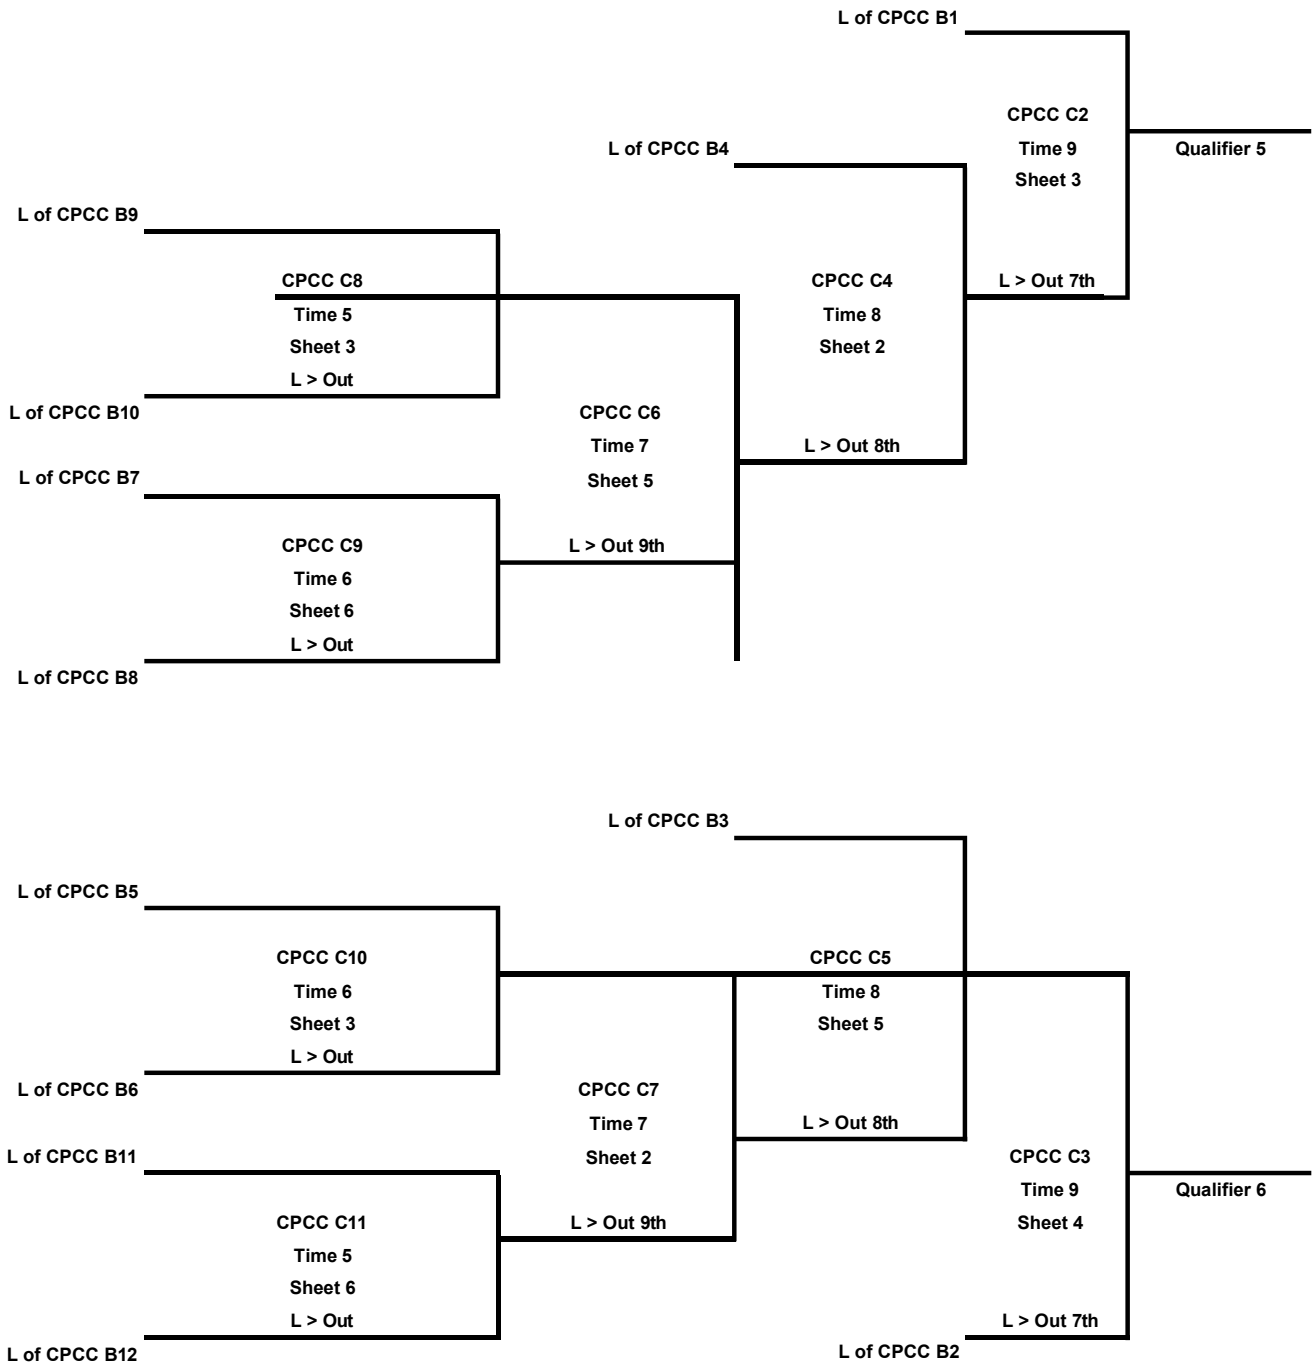 L of CPCC B1
CPCC C2
Time 9
Sheet 3
Qualifier 5
L > Out 7th
L of CPCC B4
CPCC C4
Time 8
Sheet 2
L > Out 8th
L of CPCC B9
CPCC C8
Time 5
Sheet 3
L > Out
L of CPCC B10
CPCC C6
Time 7
Sheet 5
L > Out 9th
L of CPCC B7
CPCC C9
Time 6
Sheet 6
L > Out
L of CPCC B8
L of CPCC B3
L of CPCC B5
CPCC C10
Time 6
Sheet 3
L > Out
L of CPCC B6
CPCC C5
Time 8
Sheet 5
L > Out 8th
CPCC C7
Time 7
Sheet 2
L > Out 9th
L of CPCC B11
CPCC C11
Time 5
Sheet 6
L > Out
L of CPCC B12
CPCC C3
Time 9
Sheet 4
Qualifier 6
L > Out 7th
L of CPCC B2